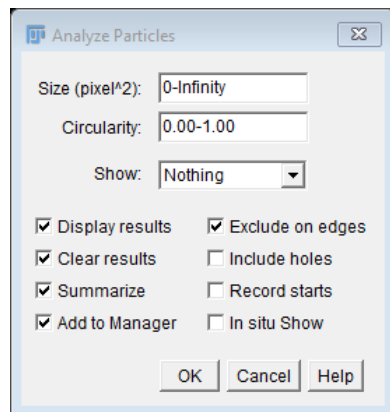 Analyze Particles
Size (pixel^2): 0-Infinity
Circularity: 0.00-1.00
Show: Nothing
Display results Exclude on edges
Clear results Include holes
Summarize Record starts
Add to Manager In situ Show
OK Cancel Help